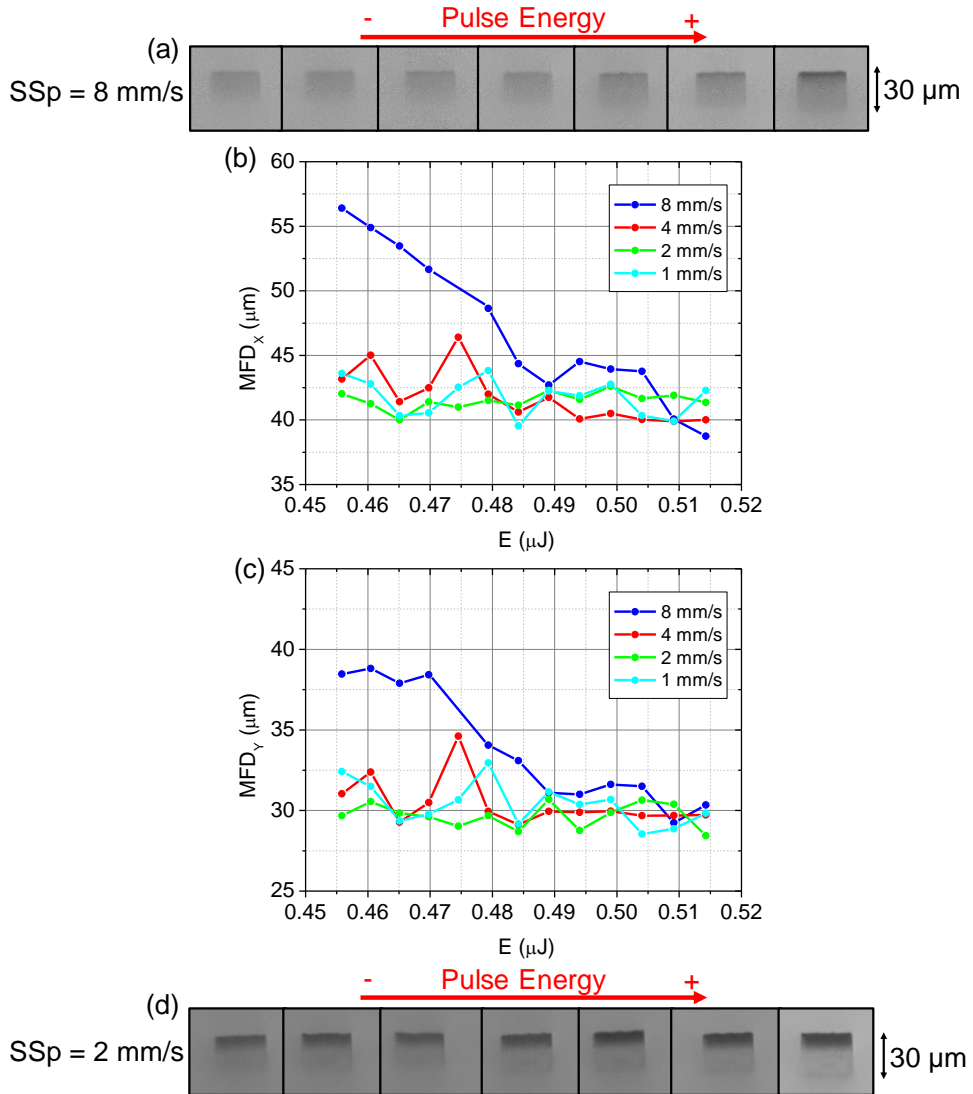 - Pulse Energy +
(a)
SSp = 8 mm/s
30 μm
(b)
60
55
50
45
40
35
MFD_X (μm)
8 mm/s
4 mm/s
2 mm/s
1 mm/s
0.45 0.46 0.47 0.48 0.49 0.50 0.51 0.52
E (μJ)
(c)
45
40
35
30
25
MFD_Y (μm)
8 mm/s
4 mm/s
2 mm/s
1 mm/s
0.45 0.46 0.47 0.48 0.49 0.50 0.51 0.52
E (μJ)
- Pulse Energy +
(d)
SSp = 2 mm/s
30 μm